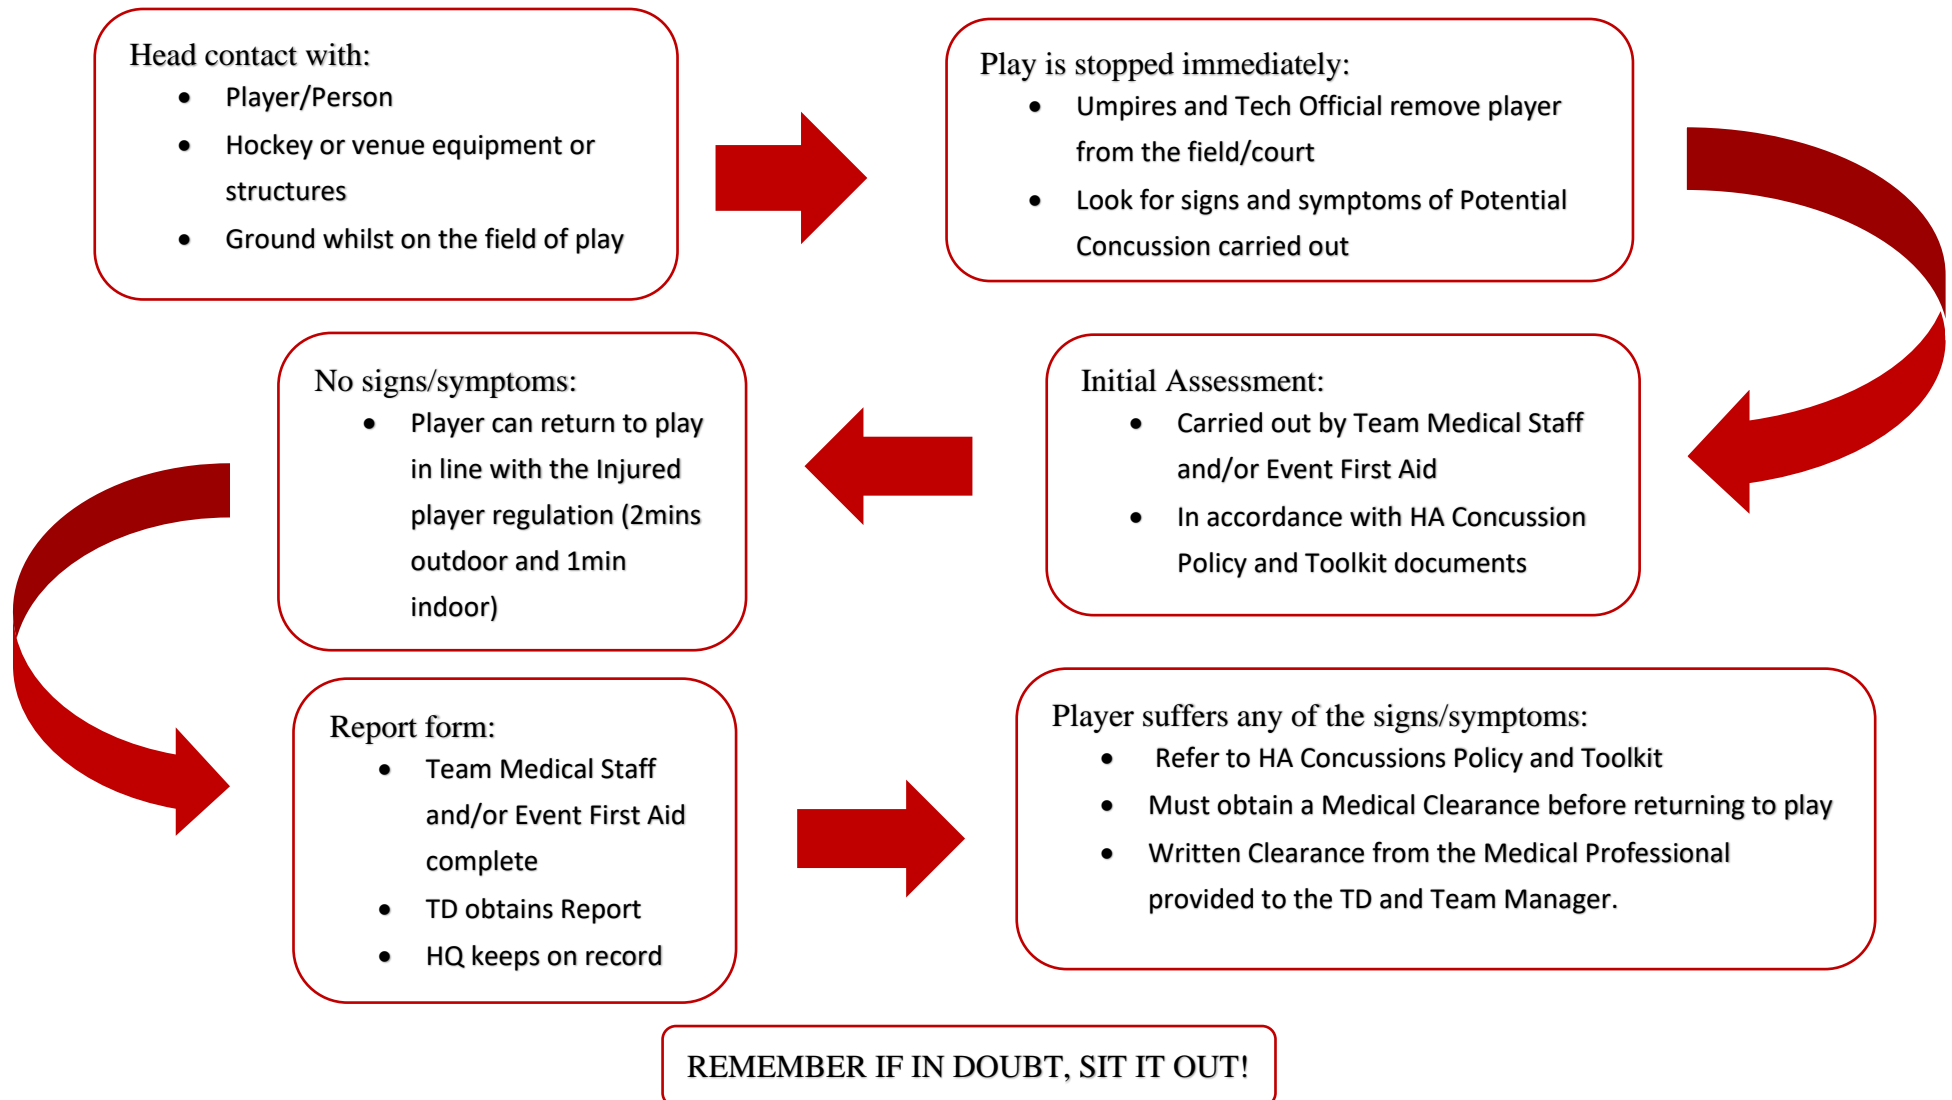 Head contact with:
• Player/Person
• Hockey or venue equipment or
structures
• Ground whilst on the field of play
Play is stopped immediately:
• Umpires and Tech Official remove player
from the field/court
• Look for signs and symptoms of Potential
Concussion carried out
Initial Assessment:
• Carried out by Team Medical Staff
and/or Event First Aid
• In accordance with HA Concussion
Policy and Toolkit documents
No signs/symptoms:
• Player can return to play
in line with the Injured
player regulation (2mins
outdoor and 1min
indoor)
Report form:
• Team Medical Staff
and/or Event First Aid
complete
• TD obtains Report
• HQ keeps on record
Player suffers any of the signs/symptoms:
• Refer to HA Concussions Policy and Toolkit
• Must obtain a Medical Clearance before returning to play
• Written Clearance from the Medical Professional
provided to the TD and Team Manager.
REMEMBER IF IN DOUBT, SIT IT OUT!